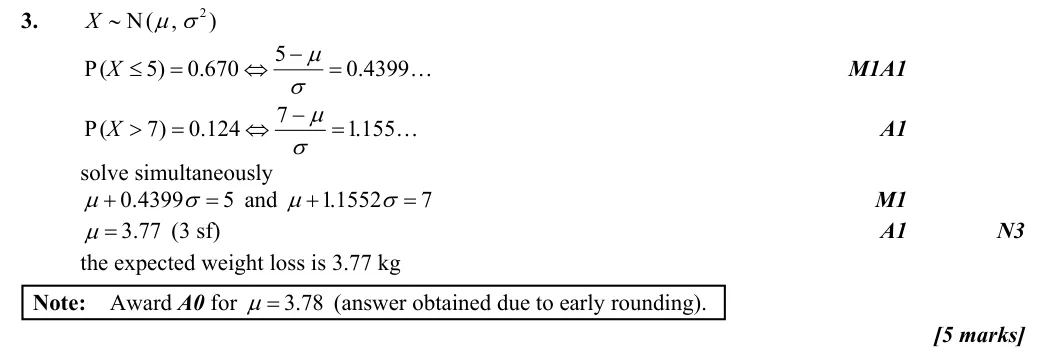 3. X ~ N(μ, σ²)
P(X ≤ 5) = 0.670 ⇔ (5 − μ)/σ = 0.4399… M1A1
P(X > 7) = 0.124 ⇔ (7 − μ)/σ = 1.155… A1
solve simultaneously
μ + 0.4399σ = 5 and μ + 1.1552σ = 7 M1
μ = 3.77 (3 sf) A1 N3
the expected weight loss is 3.77 kg
Note: Award A0 for μ = 3.78 (answer obtained due to early rounding).
[5 marks]